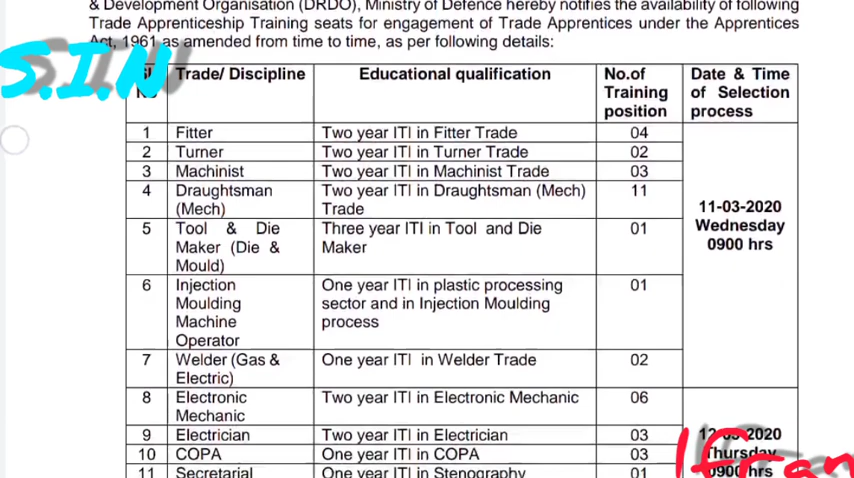 & Development Organisation (DRDO), Ministry of Defence hereby notifies the availability of following
Trade Apprenticeship Training seats for engagement of Trade Apprentices under the Apprentices
Act, 1961 as amended from time to time, as per following details:
S.I.N
Sl Trade/ Discipline Educational qualification No.of Training position Date & Time of Selection process
No
1 Fitter Two year ITI in Fitter Trade 04
2 Turner Two year ITI in Turner Trade 02
3 Machinist Two year ITI in Machinist Trade 03
4 Draughtsman (Mech) Two year ITI in Draughtsman (Mech) Trade 11
11-03-2020
Wednesday
0900 hrs
5 Tool & Die Maker (Die & Mould) Three year ITI in Tool and Die Maker 01
6 Injection Moulding Machine Operator One year ITI in plastic processing sector and in Injection Moulding process 01
7 Welder (Gas & Electric) One year ITI in Welder Trade 02
8 Electronic Mechanic Two year ITI in Electronic Mechanic 06
9 Electrician Two year ITI in Electrician 03
10 COPA One year ITI in COPA 03
11 Secretarial One year ITI in Stenography 01
2020
Thursday
0900 hrs